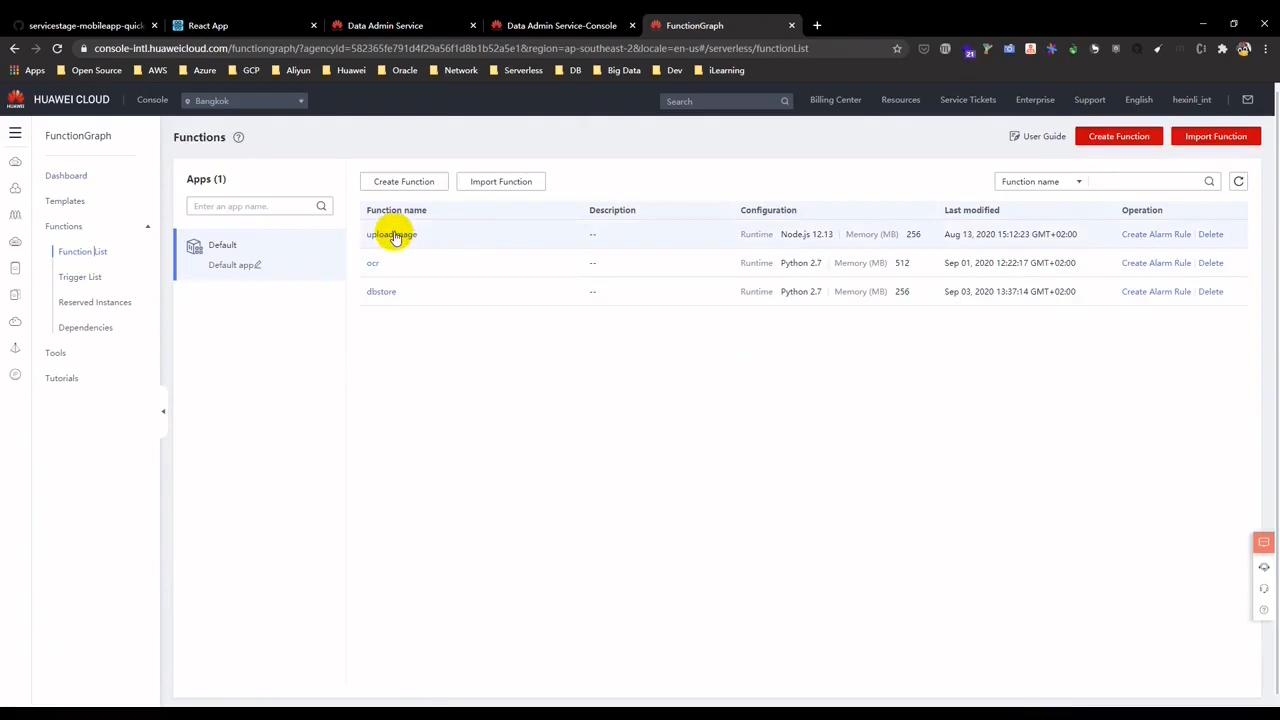 servicestage-mobileapp-quick
React App
Data Admin Service
Data Admin Service-Console
FunctionGraph
console-intl.huaweicloud.com/functiongraph/?agencyId=582365fe791d4f29a56f1d8b1b52a5e1&region=ap-southeast-2&locale=en-us#/serverless/functionList
21
Apps Open Source AWS Azure GCP Aliyun Huawei Oracle Network Serverless DB Big Data Dev iLearning
HUAWEI CLOUD Console Bangkok Search Billing Center Resources Service Tickets Enterprise Support English hexinli_int
FunctionGraph
Dashboard
Templates
Functions
Function List
Trigger List
Reserved Instances
Dependencies
Tools
Tutorials
Functions ?
User Guide Create Function Import Function
Apps (1)
Enter an app name.
Default
Default app
Create Function Import Function Function name
Function name Description Configuration Last modified Operation
uploadimage -- Runtime Node.js 12.13 Memory (MB) 256 Aug 13, 2020 15:12:23 GMT+02:00 Create Alarm Rule Delete
ocr -- Runtime Python 2.7 Memory (MB) 512 Sep 01, 2020 12:22:17 GMT+02:00 Create Alarm Rule Delete
dbstore -- Runtime Python 2.7 Memory (MB) 256 Sep 03, 2020 13:37:14 GMT+02:00 Create Alarm Rule Delete